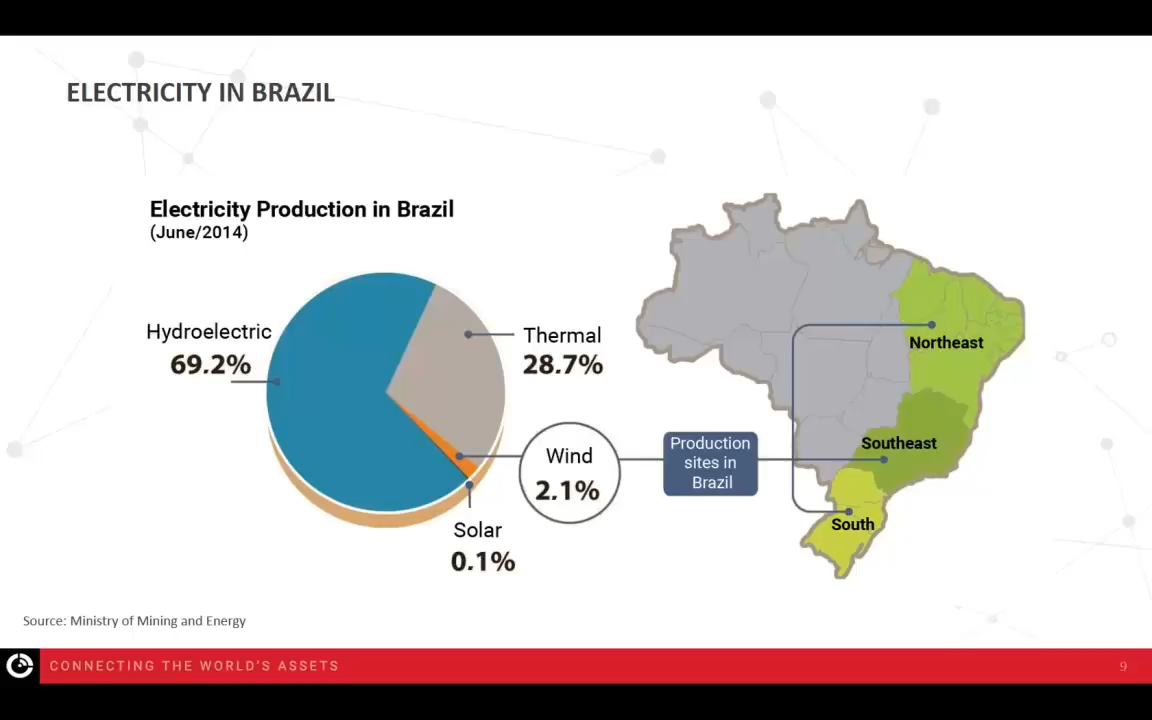 ELECTRICITY IN BRAZIL
Electricity Production in Brazil
(June/2014)
Hydroelectric
69.2%
Thermal
28.7%
Wind
2.1%
Solar
0.1%
Production
sites in
Brazil
Northeast
Southeast
South
Source: Ministry of Mining and Energy
CONNECTING THE WORLD'S ASSETS
9